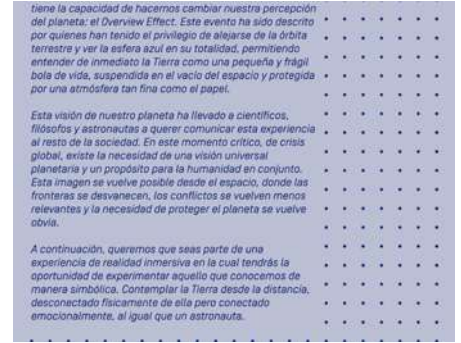 tiene la capacidad de hacernos cambiar nuestra percepción
del planeta: el Overview Effect. Este evento ha sido descrito
por quienes han tenido el privilegio de alejarse de la órbita
terrestre y ver la esfera azul en su totalidad, permitiendo
entender de inmediato la Tierra como una pequeña y frágil
bola de vida, suspendida en el vacío del espacio y protegida
por una atmósfera tan fina como el papel.
Esta visión de nuestro planeta ha llevado a científicos,
filósofos y astronautas a querer comunicar esta experiencia
al resto de la sociedad. En este momento crítico, de crisis
global, existe la necesidad de una visión universal
planetaria y un propósito para la humanidad en conjunto.
Esta imagen se vuelve posible desde el espacio, donde las
fronteras se desvanecen, los conflictos se vuelven menos
relevantes y la necesidad de proteger el planeta se vuelve
obvia.
A continuación, queremos que seas parte de una
experiencia de realidad inmersiva en la cual tendrás la
oportunidad de experimentar aquello que conocemos de
manera simbólica. Contemplar la Tierra desde la distancia,
desconectado físicamente de ella pero conectado
emocionalmente, al igual que un astronauta.